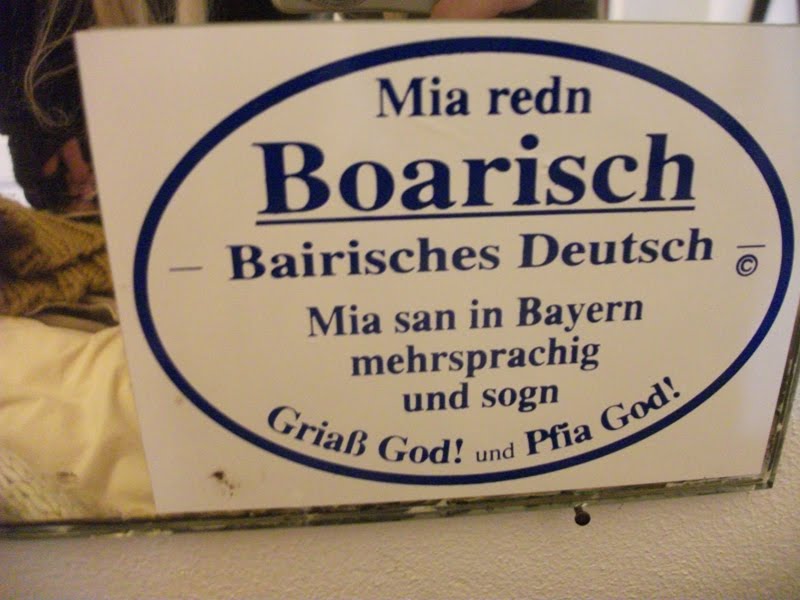 Mia redn
Boarisch
— Bairisches Deutsch —
©
Mia san in Bayern
mehrsprachig
und sogn
Griaß God! und Pfia God!